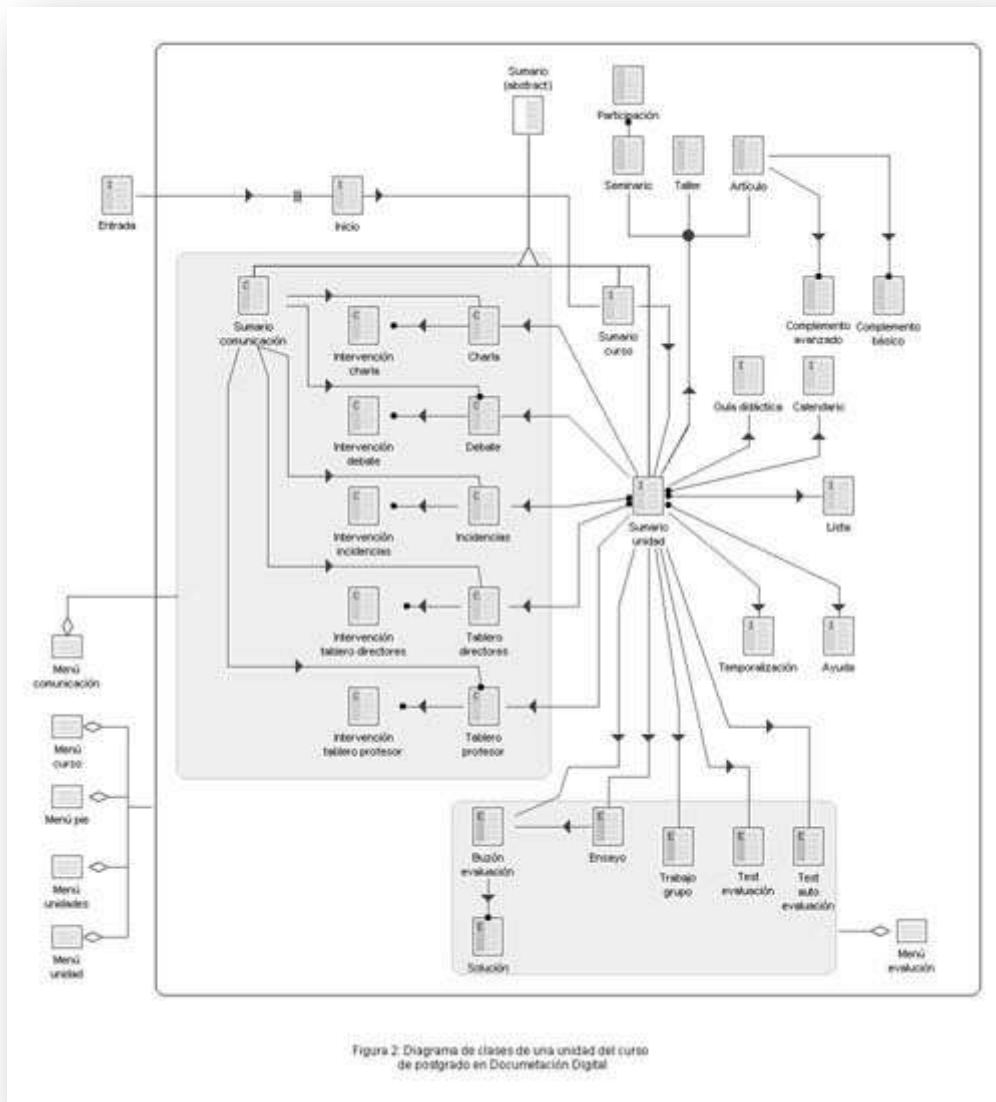 Sumario
(abstract)
Participación
Seminario
Taller
Artículo
Entrada
Inicio
C
Sumario
comunicación
C
Intervención
charla
C
Charla
I
Sumario
curso
Complemento
avanzado
Complemento
básico
I
Guía didáctica
I
Calendario
C
Intervención
debate
C
Debate
I
Sumario
unidad
I
Lista
C
Intervención
incidencias
C
Incidencias
C
Intervención
tablero directores
C
Tablero
directores
I
Temporalización
I
Ayuda
Menú
comunicación
C
Intervención
tablero profesor
C
Tablero
profesor
Menú
curso
Menú pie
Menú
unidades
Menú
unidad
E
Buzón
evaluación
E
Ensayo
E
Trabajo
grupo
E
Test
evaluación
E
Test
auto
evaluación
E
Solución
Menú
evalución
Figura 2: Diagrama de clases de una unidad del curso
de postgrado en Documetación Digital